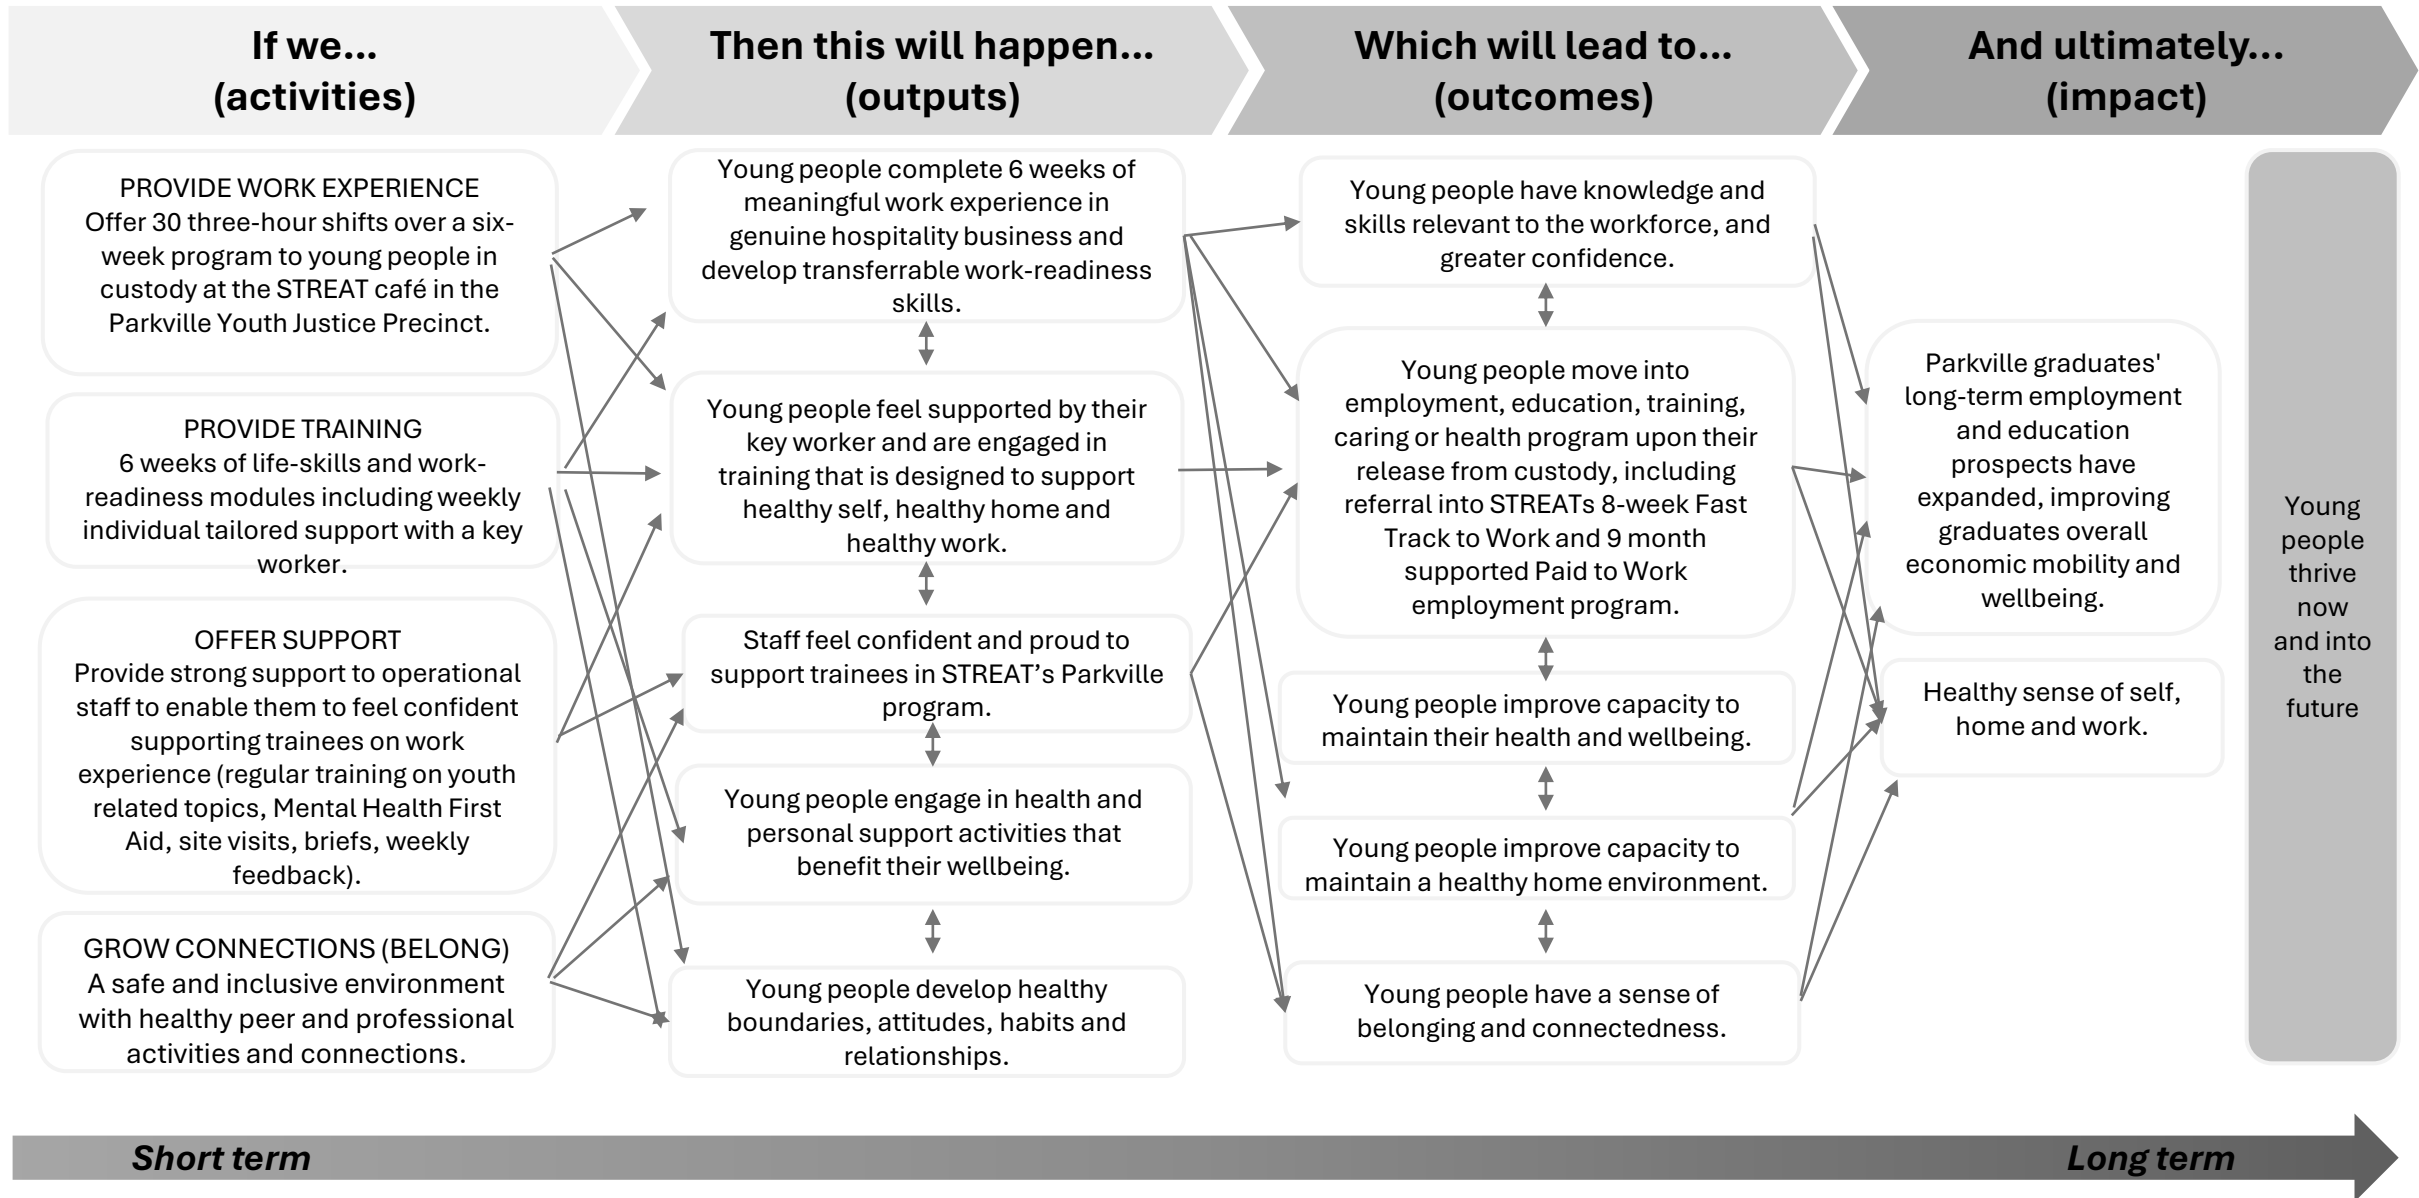 If we...
(activities)
Then this will happen...
(outputs)
Which will lead to...
(outcomes)
And ultimately...
(impact)
PROVIDE WORK EXPERIENCE
Offer 30 three-hour shifts over a six-
week program to young people in
custody at the STREAT café in the
Parkville Youth Justice Precinct.
PROVIDE TRAINING
6 weeks of life-skills and work-
readiness modules including weekly
individual tailored support with a key
worker.
OFFER SUPPORT
Provide strong support to operational
staff to enable them to feel confident
supporting trainees on work
experience (regular training on youth
related topics, Mental Health First
Aid, site visits, briefs, weekly
feedback).
GROW CONNECTIONS (BELONG)
A safe and inclusive environment
with healthy peer and professional
activities and connections.
Young people complete 6 weeks of
meaningful work experience in
genuine hospitality business and
develop transferrable work-readiness
skills.
Young people feel supported by their
key worker and are engaged in
training that is designed to support
healthy self, healthy home and
healthy work.
Staff feel confident and proud to
support trainees in STREAT’s Parkville
program.
Young people engage in health and
personal support activities that
benefit their wellbeing.
Young people develop healthy
boundaries, attitudes, habits and
relationships.
Young people have knowledge and
skills relevant to the workforce, and
greater confidence.
Young people move into
employment, education, training,
caring or health program upon their
release from custody, including
referral into STREATs 8-week Fast
Track to Work and 9 month
supported Paid to Work
employment program.
Young people improve capacity to
maintain their health and wellbeing.
Young people improve capacity to
maintain a healthy home environment.
Young people have a sense of
belonging and connectedness.
Parkville graduates'
long-term employment
and education
prospects have
expanded, improving
graduates overall
economic mobility and
wellbeing.
Healthy sense of self,
home and work.
Young
people
thrive
now
and into
the
future
Short term
Long term